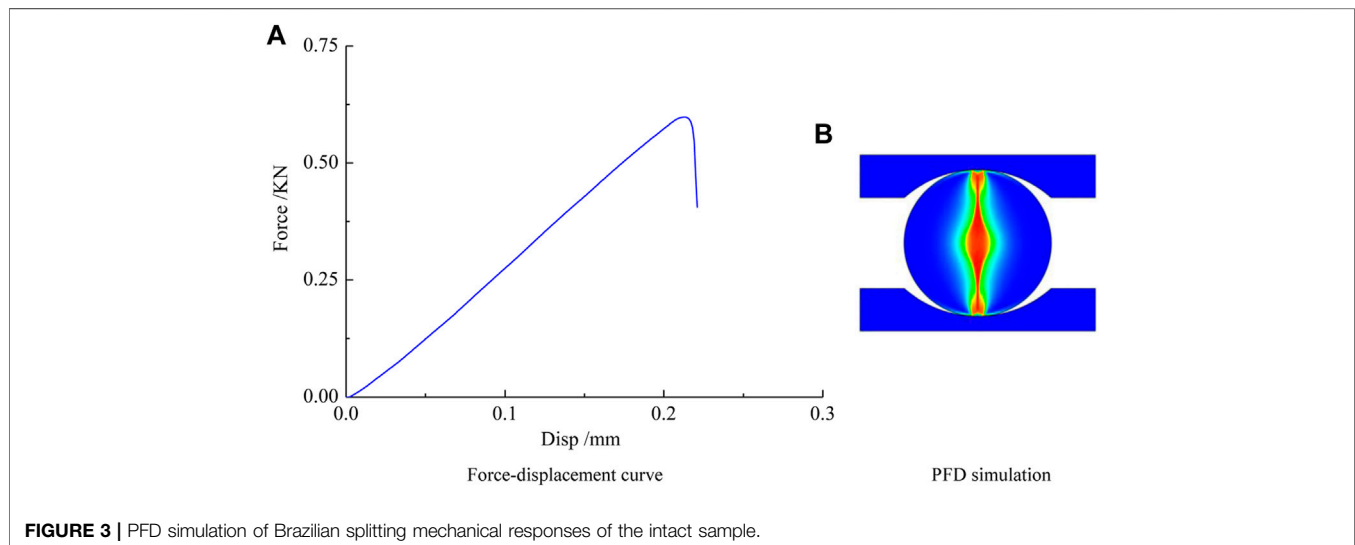 A
0.75
0.50
0.25
0.00
Force /KN
0.0
0.1
0.2
0.3
Disp /mm
Force-displacement curve
B
PFD simulation
FIGURE 3 | PFD simulation of Brazilian splitting mechanical responses of the intact sample.